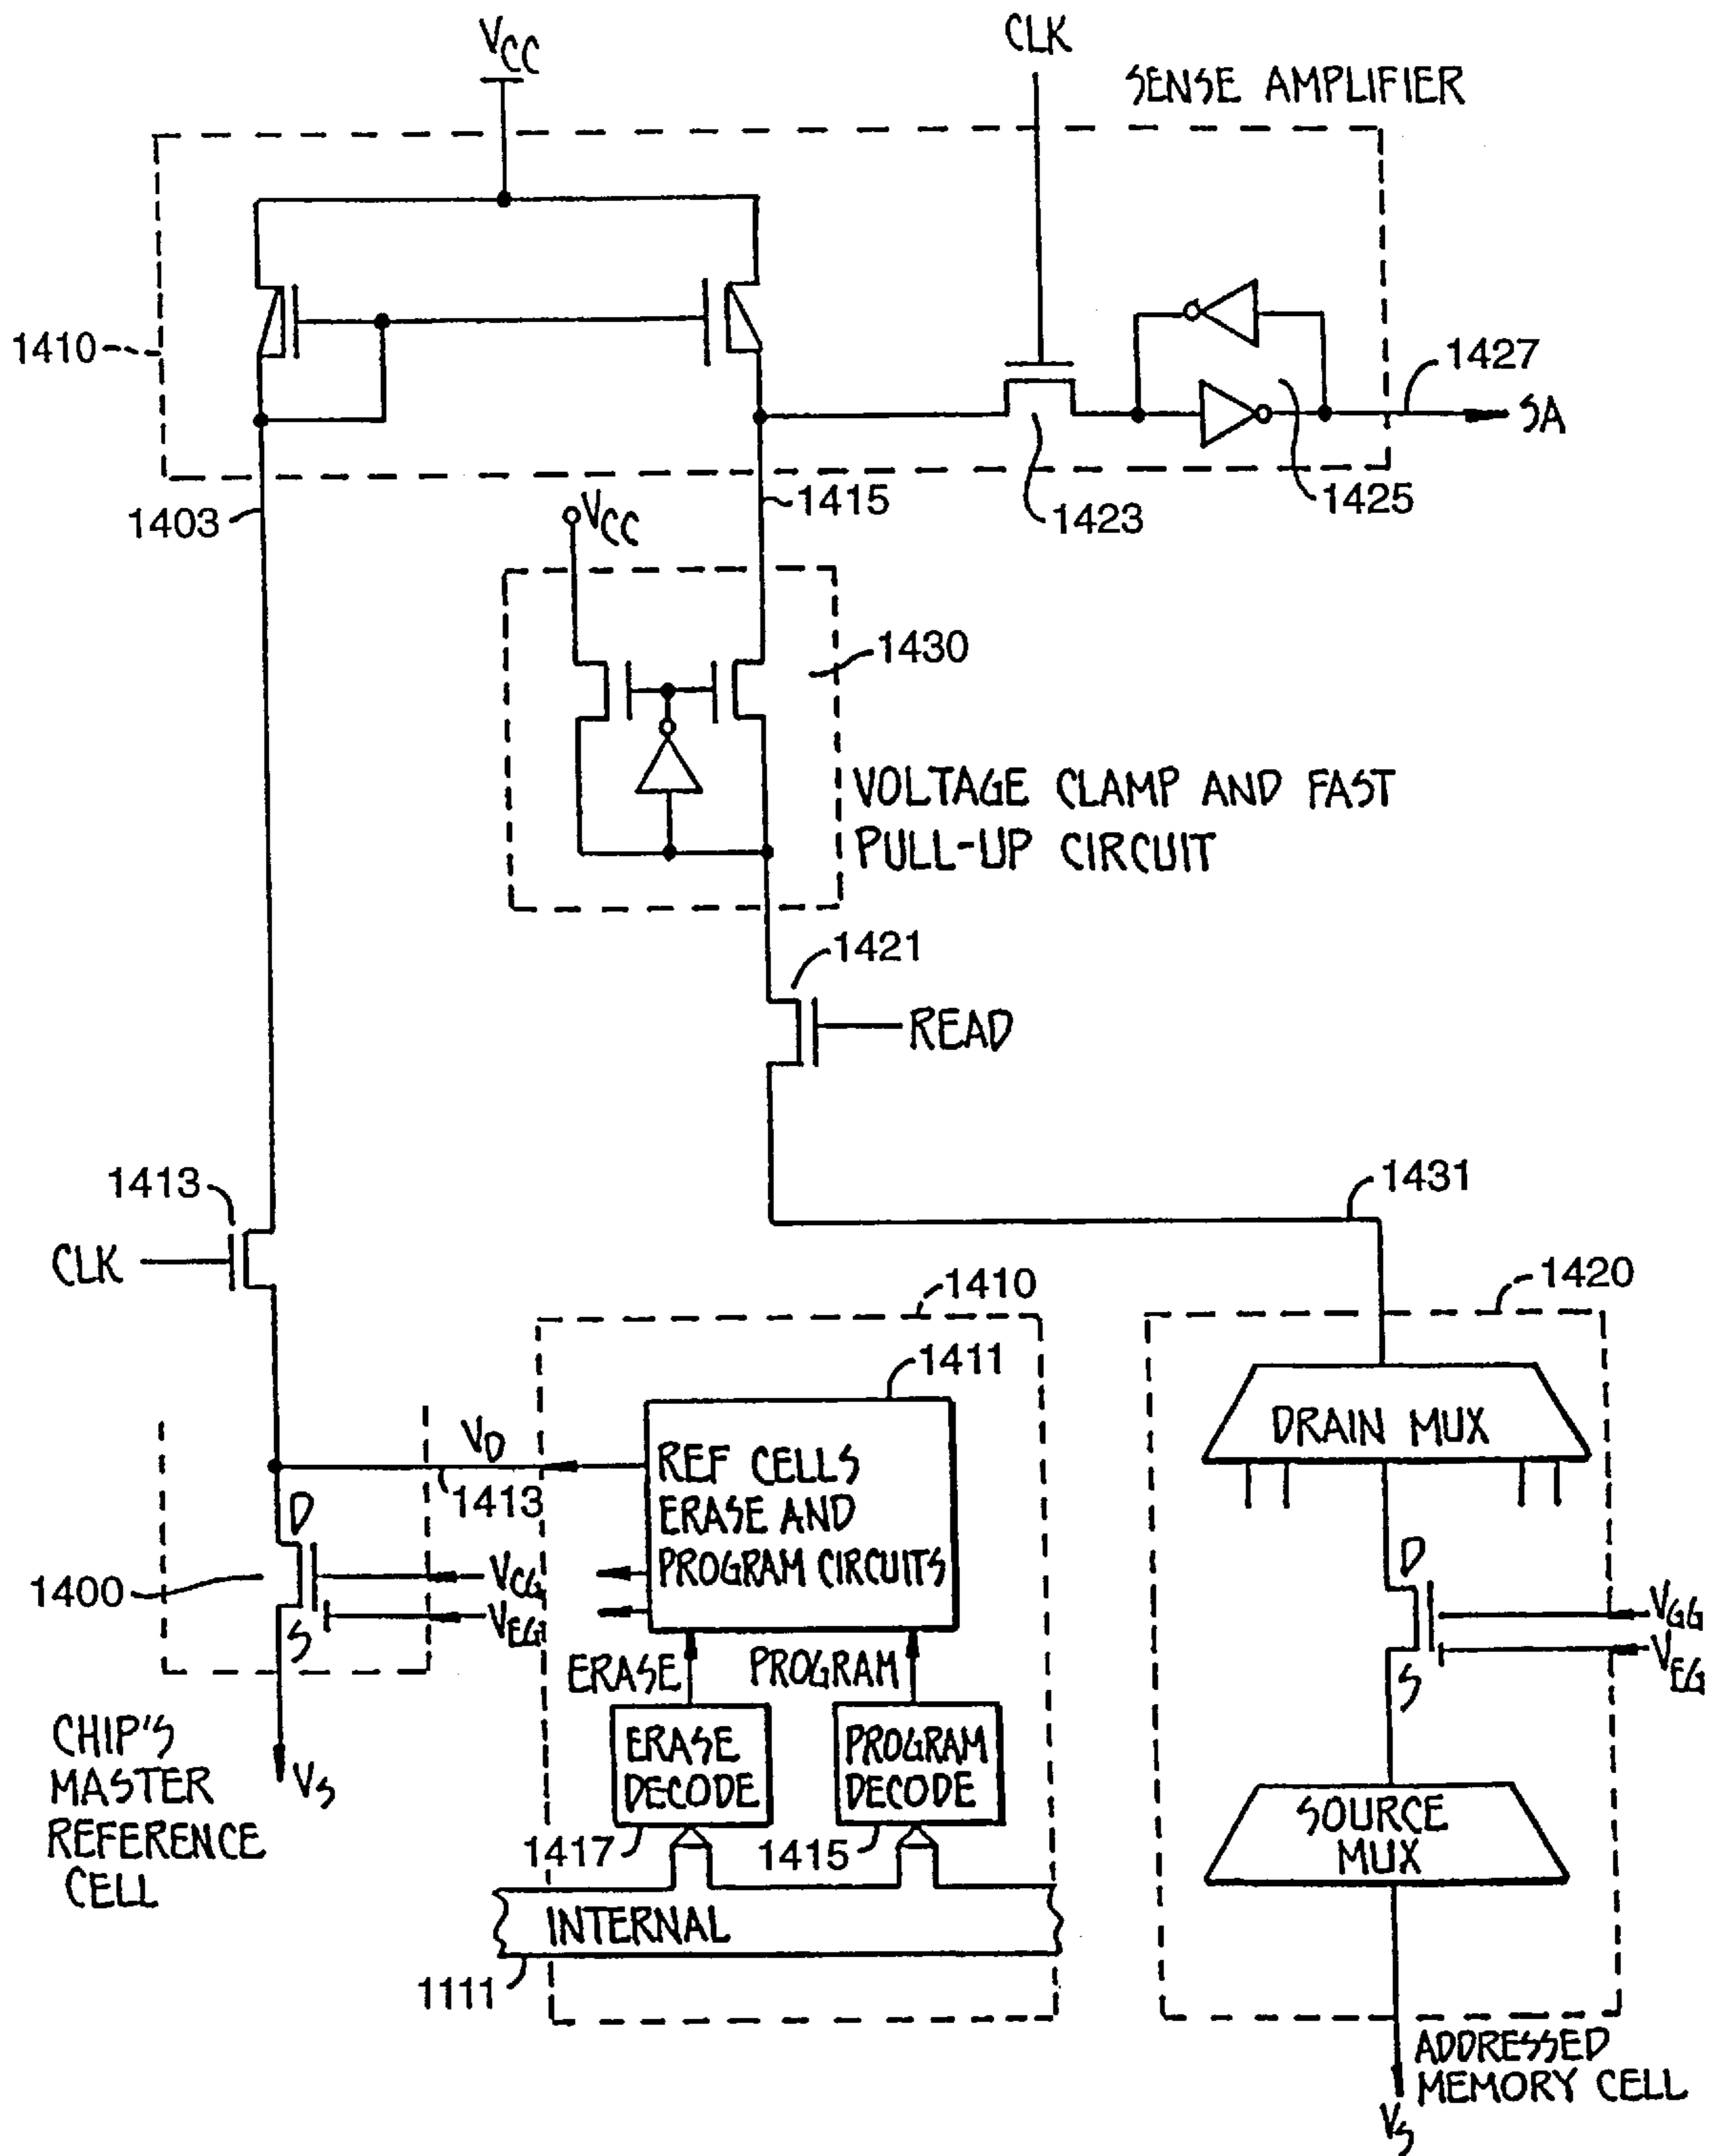 VCC
CLK
SENSE AMPLIFIER
1410
1427
SA
1403
1415
1423
1425
VCC
1430
VOLTAGE CLAMP AND FAST
PULL-UP CIRCUIT
1421
READ
1413
1431
CLK
1410
1420
1411
DRAIN MUX
VD
1413
REF CELLS
ERASE AND
PROGRAM CIRCUITS
D
1400
S
VCG
VEG
D
S
VGG
VEG
ERASE
PROGRAM
CHIP'S
MASTER
REFERENCE
CELL
VS
ERASE
DECODE
PROGRAM
DECODE
SOURCE
MUX
1417
1415
INTERNAL
1111
ADDRESSED
MEMORY CELL
VS